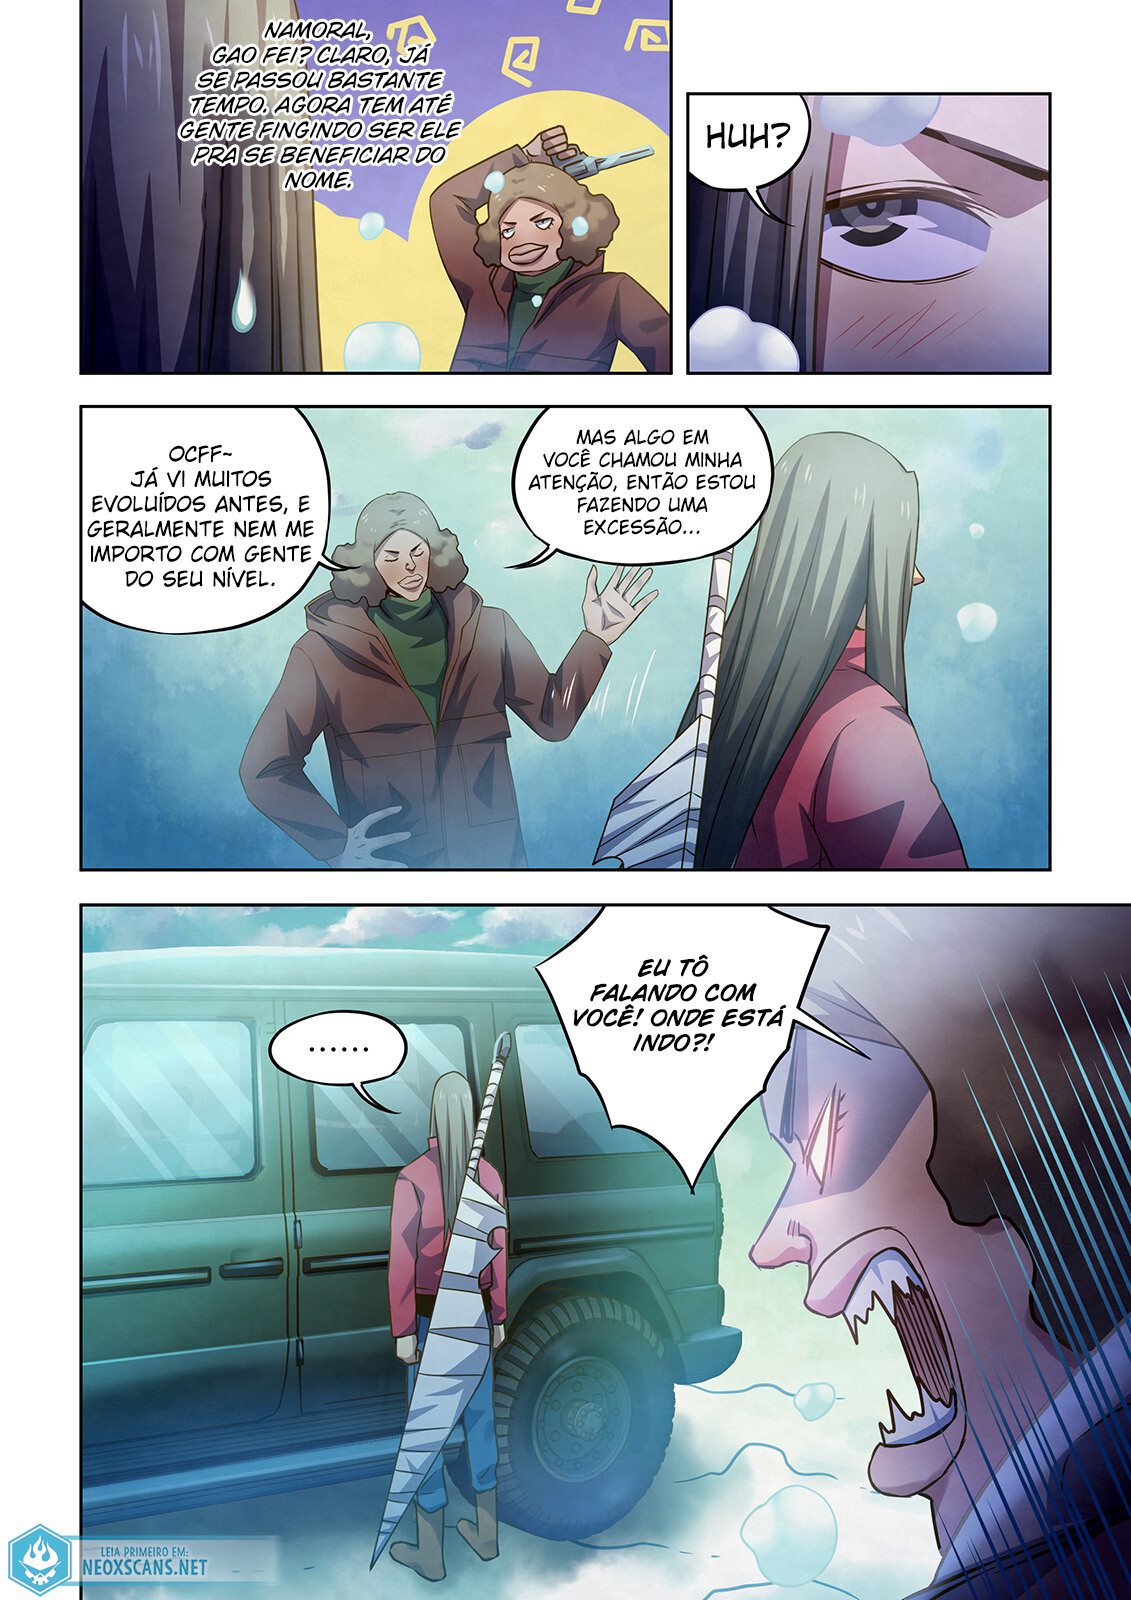 NAMORAL,
GAO FEI? CLARO, JÁ
SE PASSOU BASTANTE
TEMPO. AGORA TEM ATÉ
GENTE FINGINDO SER ELE
PRA SE BENEFICIAR DO
NOME.
HUH?
OCFF~
JÁ VI MUITOS
EVOLUÍDOS ANTES, E
GERALMENTE NEM ME
IMPORTO COM GENTE
DO SEU NÍVEL.
MAS ALGO EM
VOCÊ CHAMOU MINHA
ATENÇÃO, ENTÃO ESTOU
FAZENDO UMA
EXCESSÃO...
......
EU TÔ
FALANDO COM
VOCÊ! ONDE ESTÁ
INDO?!
LEIA PRIMEIRO EM:
NEOXSCANS.NET